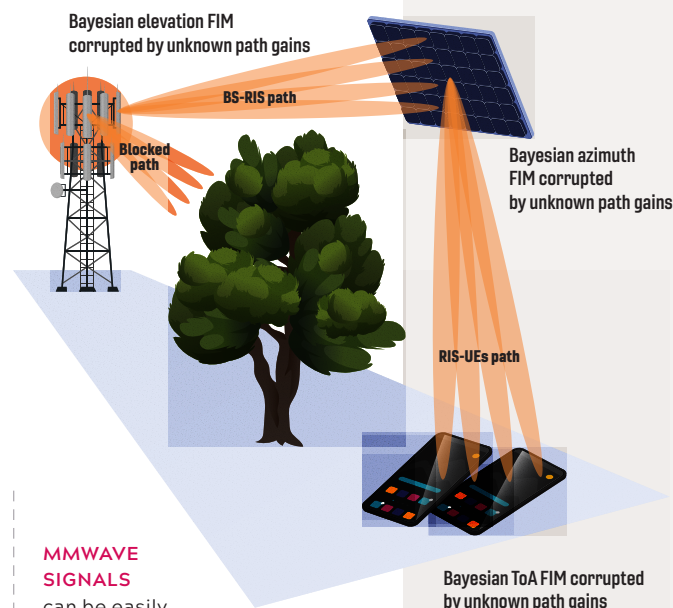 Bayesian elevation FIM
corrupted by unknown path gains
BS-RIS path
Blocked
path
Bayesian azimuth
FIM corrupted
by unknown path gains
RIS-UEs path
MMWAVE
SIGNALS
can be easily
Bayesian ToA FIM corrupted
by unknown path gains